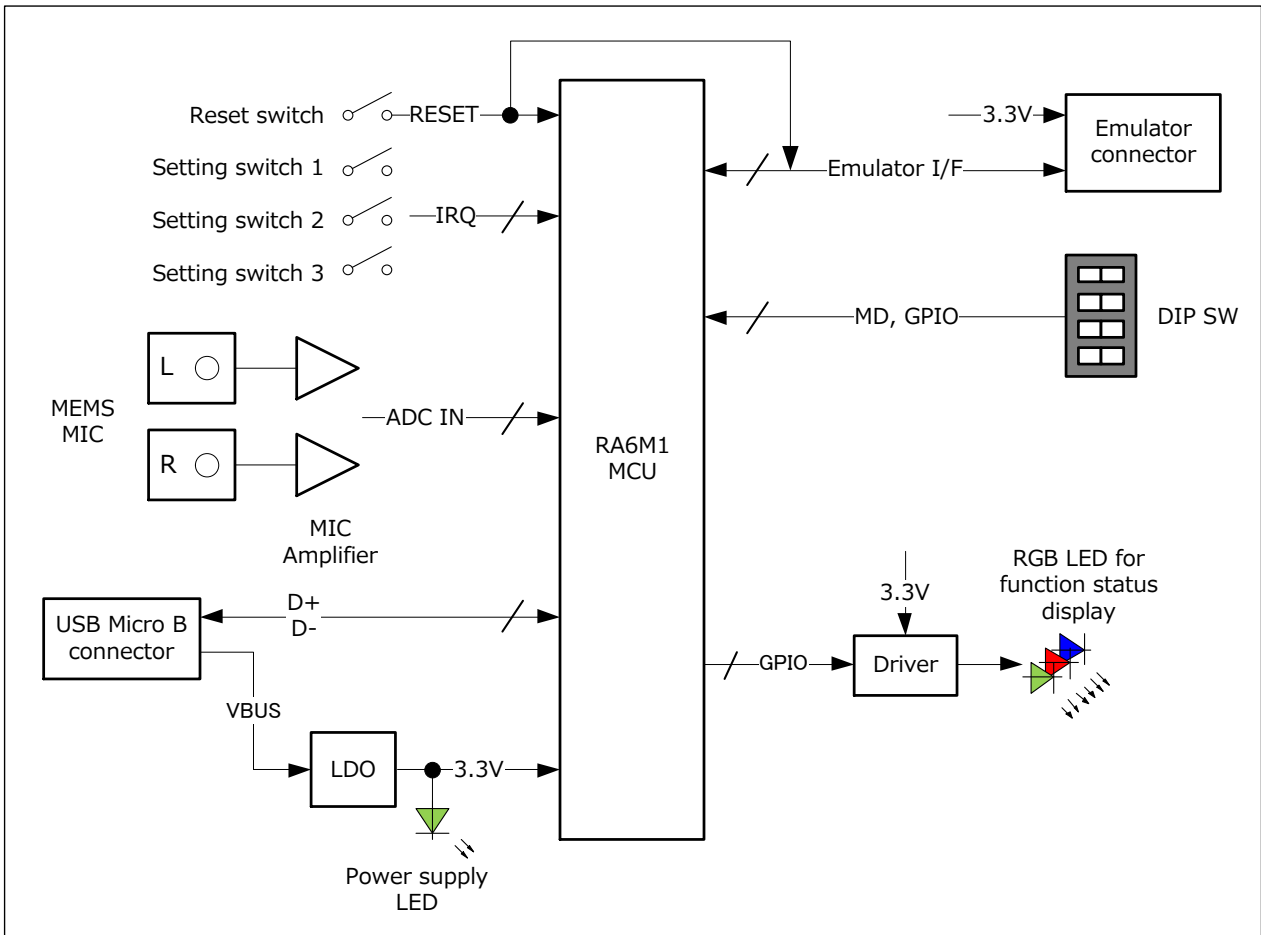 Reset switch
RESET
Setting switch 1
Setting switch 2
IRQ
Setting switch 3
3.3V
Emulator
connector
Emulator I/F
MD, GPIO
DIP SW
MEMS
MIC
L
R
ADC IN
MIC
Amplifier
RA6M1
MCU
USB Micro B
connector
D+
D-
VBUS
LDO
3.3V
Power supply
LED
GPIO
3.3V
Driver
RGB LED for
function status
display